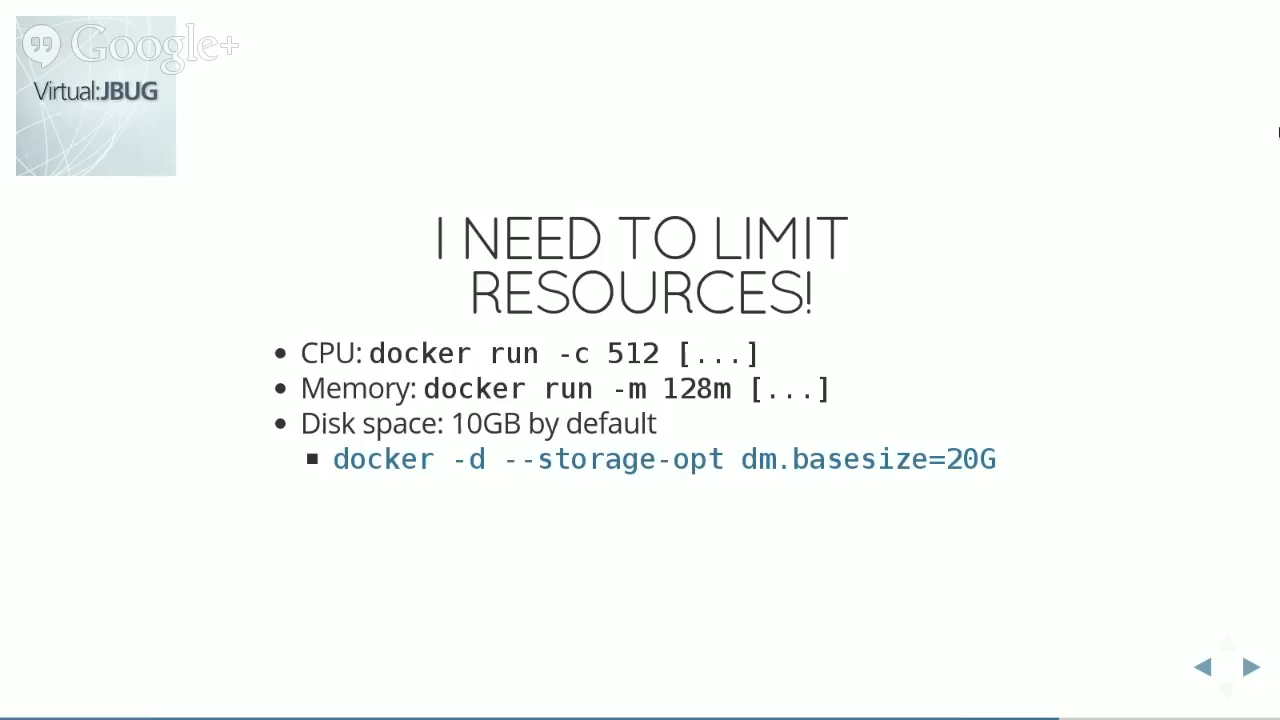 Google+
Virtual:JBUG
I NEED TO LIMIT
RESOURCES!
CPU: docker run -c 512 [...]
Memory: docker run -m 128m [...]
Disk space: 10GB by default
docker -d --storage-opt dm.basesize=20G